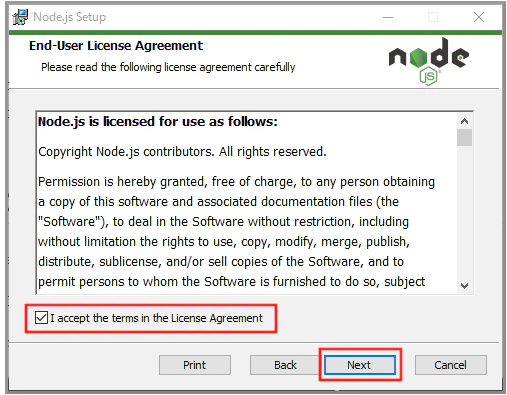 Node.js Setup
End-User License Agreement
Please read the following license agreement carefully
node
JS
Node.js is licensed for use as follows:
Copyright Node.js contributors. All rights reserved.
Permission is hereby granted, free of charge, to any person obtaining
a copy of this software and associated documentation files (the
"Software"), to deal in the Software without restriction, including
without limitation the rights to use, copy, modify, merge, publish,
distribute, sublicense, and/or sell copies of the Software, and to
permit persons to whom the Software is furnished to do so, subject
I accept the terms in the License Agreement
Print Back Next Cancel